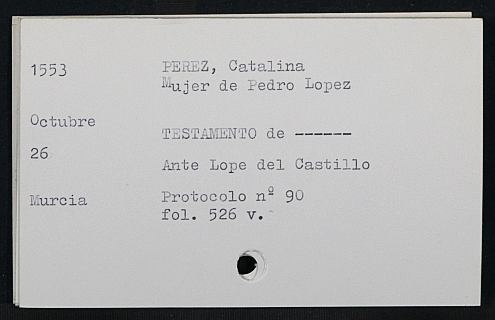 1553
PEREZ, Catalina
Mujer de Pedro Lopez
Octubre
TESTAMENTO de ------
26
Ante Lope del Castillo
Murcia
Protocolo nº 90
fol. 526 v.